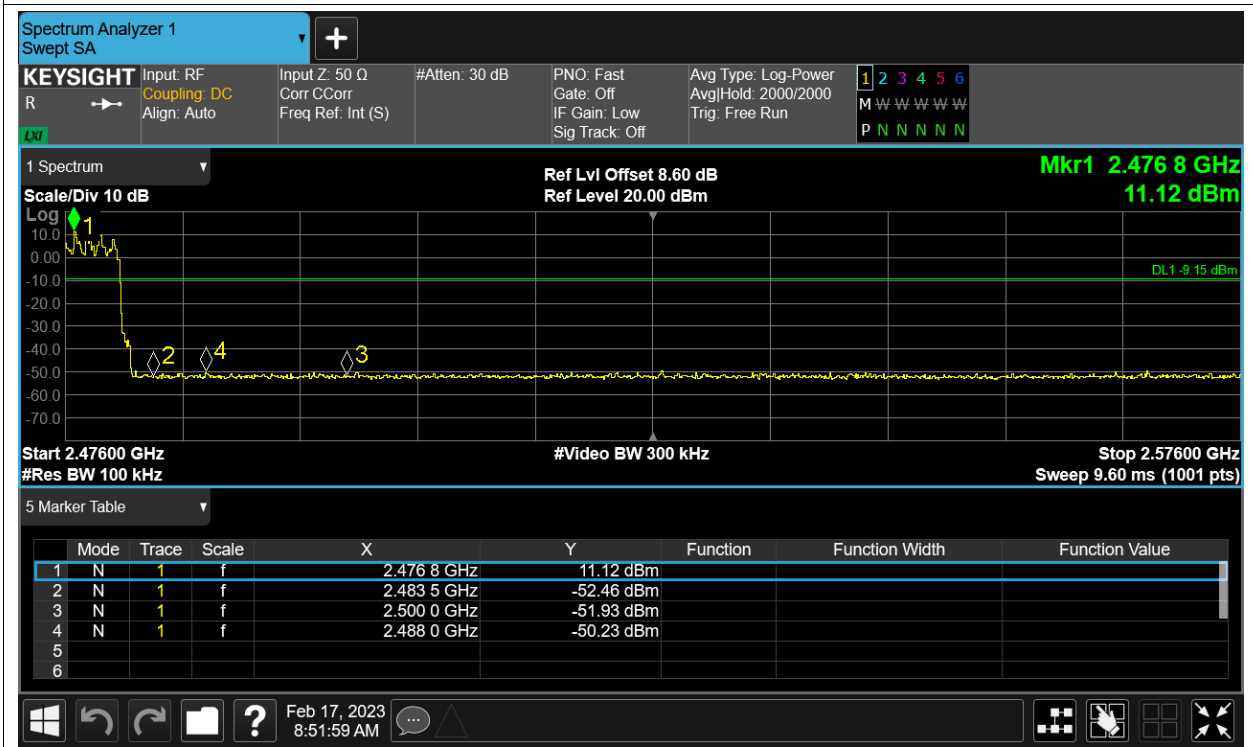 Spectrum Analyzer 1
Swept SA
KEYSIGHT
R
LXI
Input: RF
Coupling: DC
Align: Auto
Input Z: 50 Ω
Corr CCorr
Freq Ref: Int (S)
#Atten: 30 dB
PNO: Fast
Gate: Off
IF Gain: Low
Sig Track: Off
Avg Type: Log-Power
Avg|Hold: 2000/2000
Trig: Free Run
1 2 3 4 5 6
M W W W W W
P N N N N N
1 Spectrum
Scale/Div 10 dB
Ref Lvl Offset 8.60 dB
Ref Level 20.00 dBm
Mkr1 2.476 8 GHz
11.12 dBm
Log
10.0
0.00
-10.0
-20.0
-30.0
-40.0
-50.0
-60.0
-70.0
1
DL1 -9.15 dBm
2
4
3
Start 2.47600 GHz
#Video BW 300 kHz
Stop 2.57600 GHz
#Res BW 100 kHz
Sweep 9.60 ms (1001 pts)
5 Marker Table
Mode Trace Scale X Y Function Function Width Function Value
1 N 1 f 2.476 8 GHz 11.12 dBm
2 N 1 f 2.483 5 GHz -52.46 dBm
3 N 1 f 2.500 0 GHz -51.93 dBm
4 N 1 f 2.488 0 GHz -50.23 dBm
5
6
?
Feb 17, 2023
8:51:59 AM